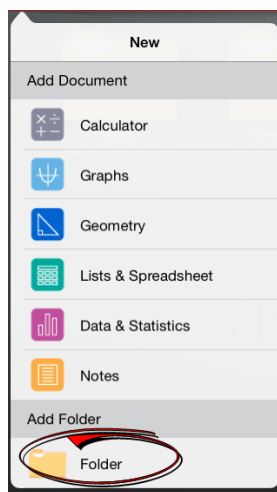 New
Add Document
Calculator
Graphs
Geometry
Lists & Spreadsheet
Data & Statistics
Notes
Add Folder
Folder